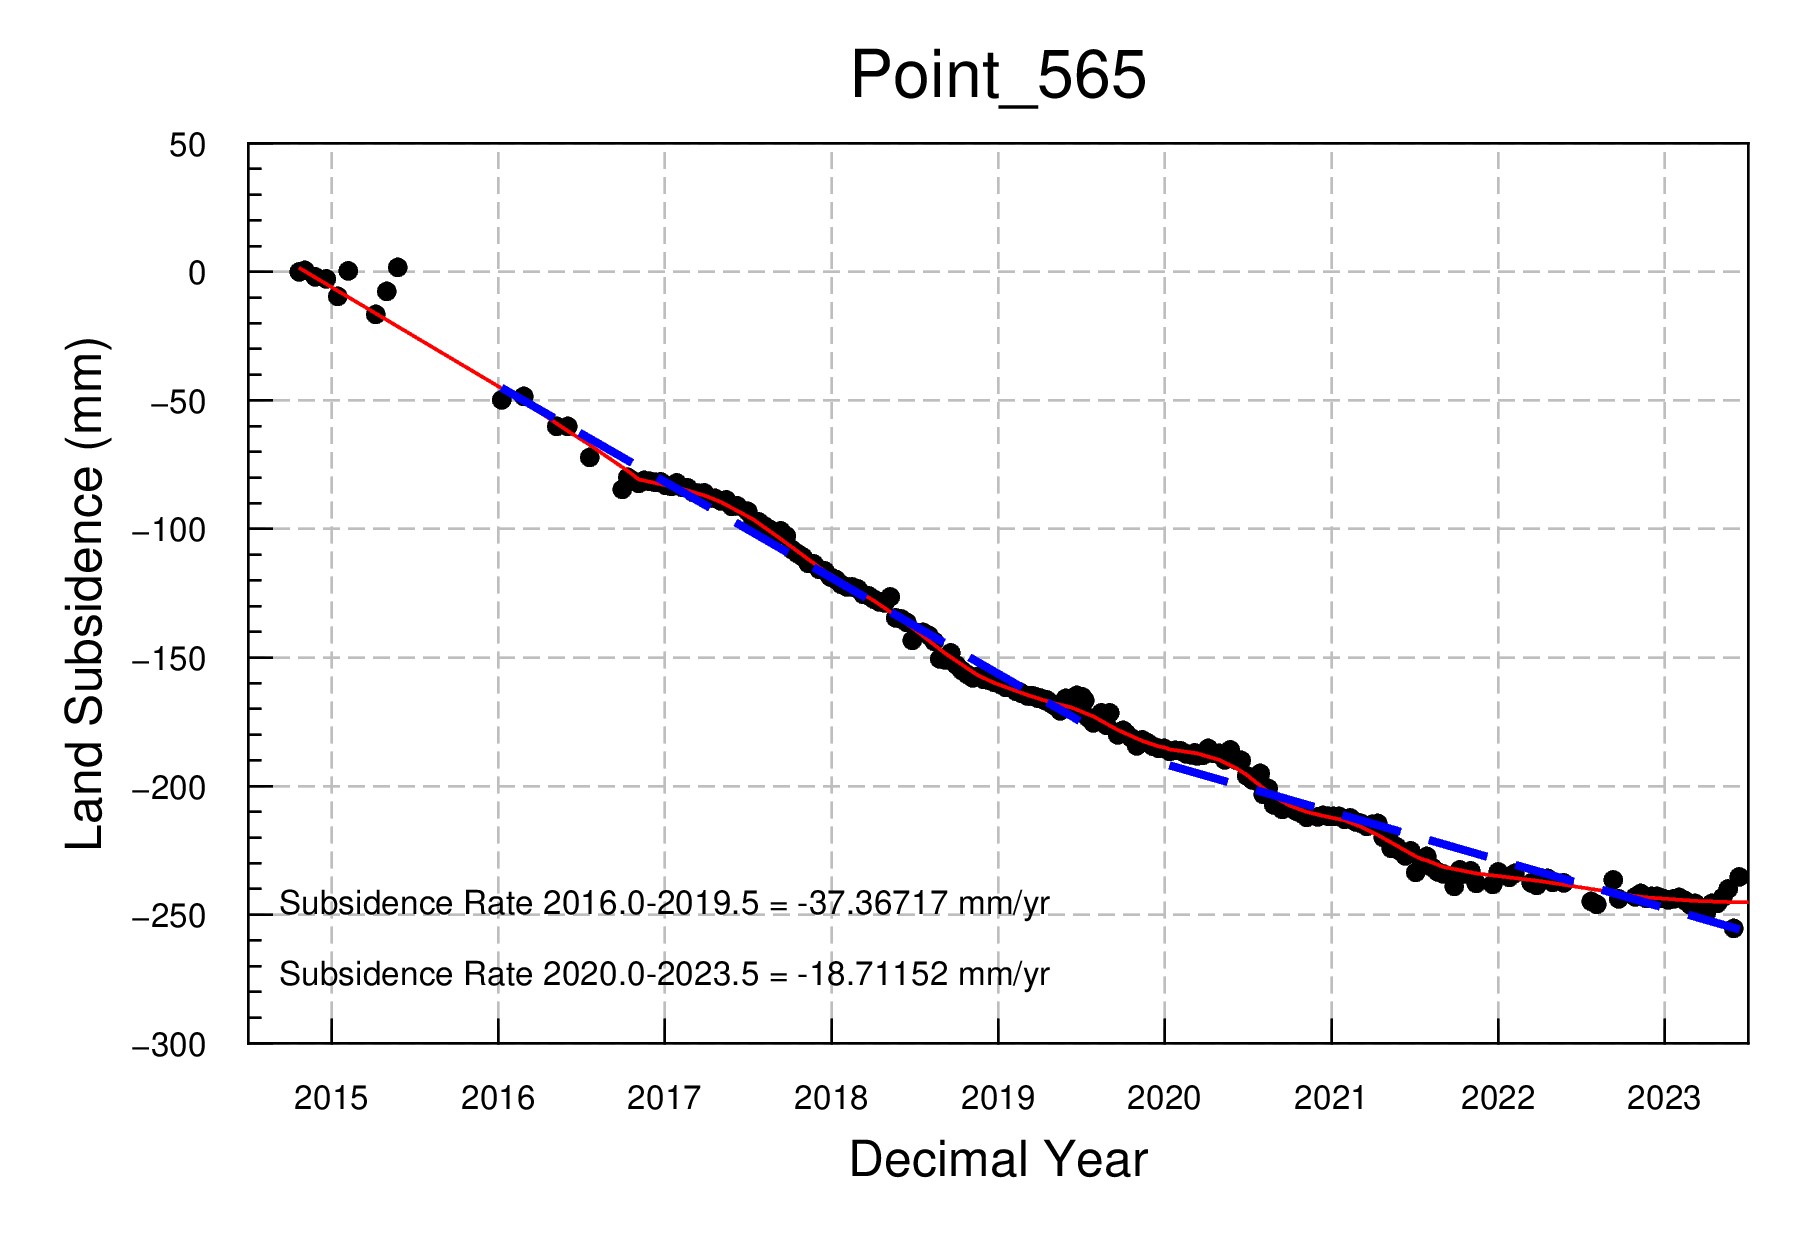 Point_565
50
0
−50
−100
−150
−200
−250
−300
Land Subsidence (mm)
Subsidence Rate 2016.0-2019.5 = -37.36717 mm/yr
Subsidence Rate 2020.0-2023.5 = -18.71152 mm/yr
2015 2016 2017 2018 2019 2020 2021 2022 2023
Decimal Year